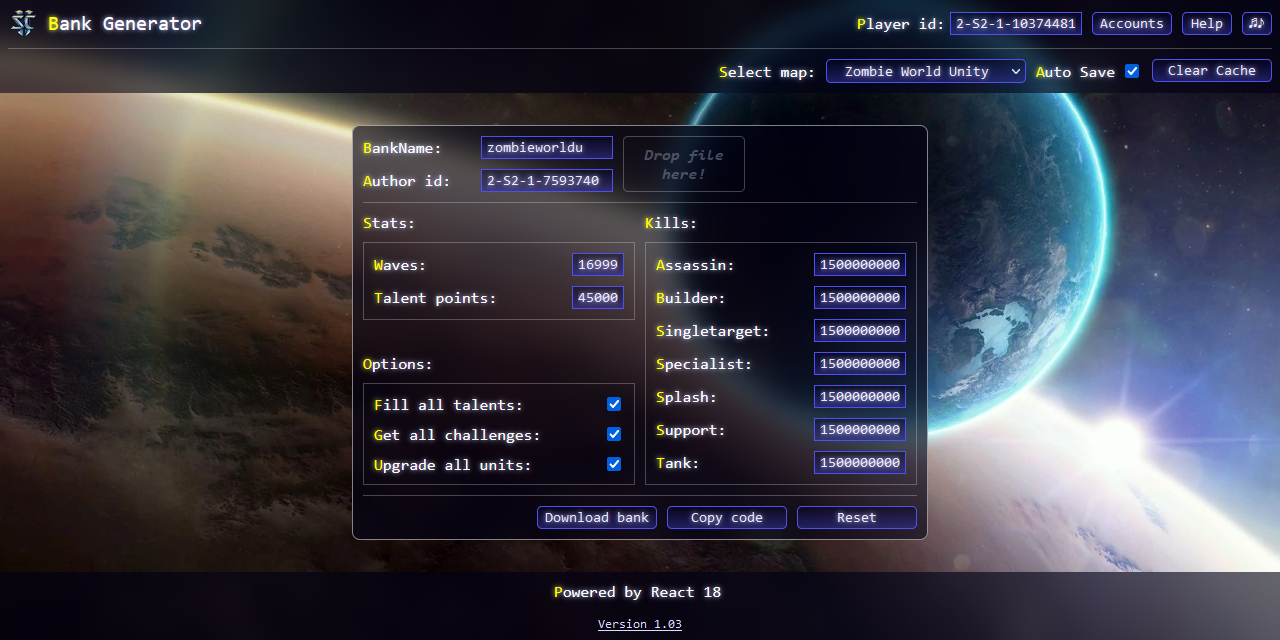 Bank Generator
Player id: 2-S2-1-10374481 Accounts Help
Select map: Zombie World Unity Auto Save Clear Cache
BankName: zombieworldu
Author id: 2-S2-1-7593740
Drop file
here!
Stats:
Waves: 16999
Talent points: 45000
Options:
Fill all talents:
Get all challenges:
Upgrade all units:
Kills:
Assassin: 1500000000
Builder: 1500000000
Singletarget: 1500000000
Specialist: 1500000000
Splash: 1500000000
Support: 1500000000
Tank: 1500000000
Download bank Copy code Reset
Powered by React 18
Version 1.03